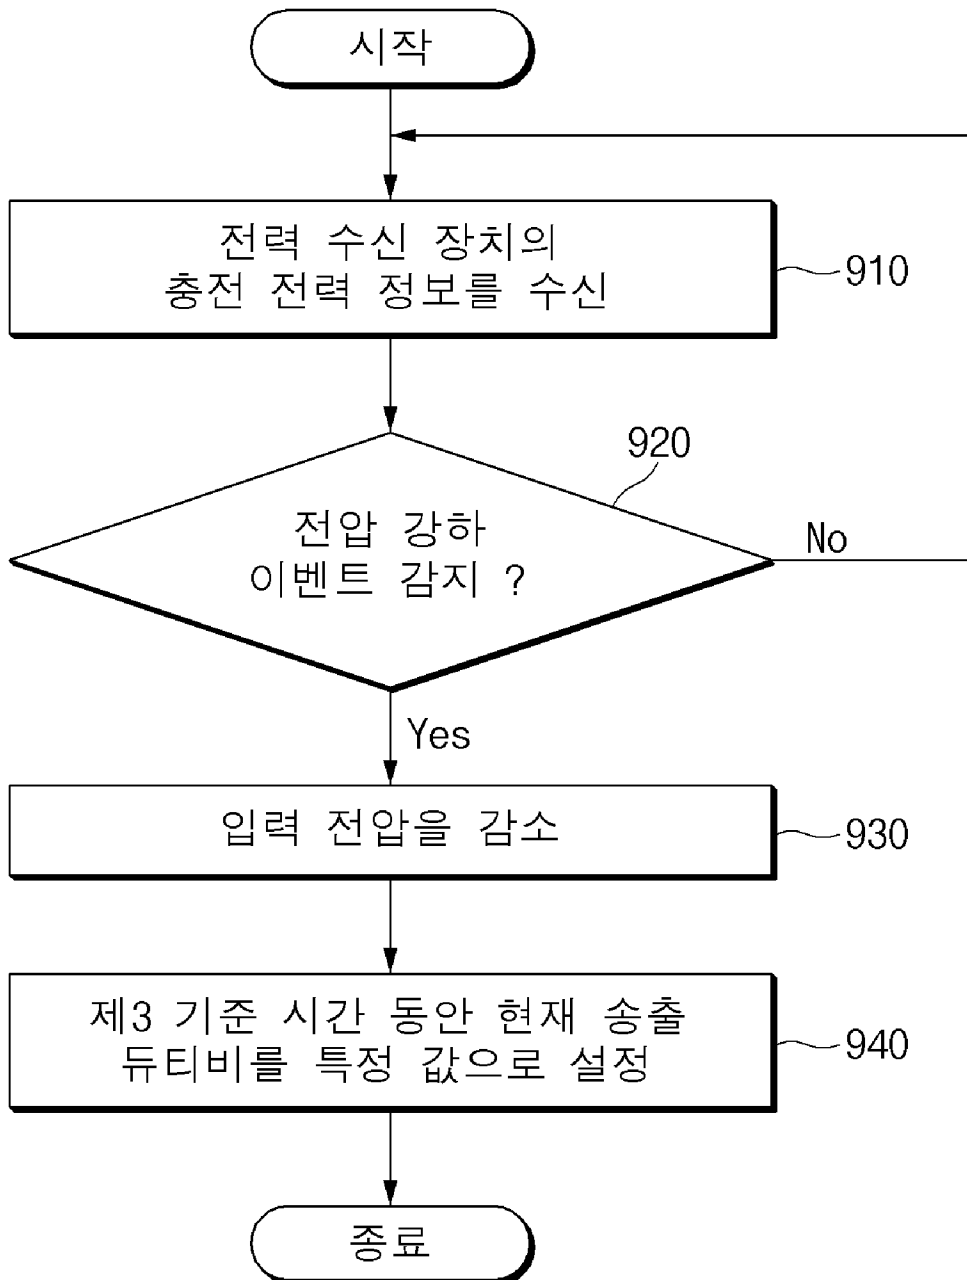 시작
전력 수신 장치의
충전 전력 정보를 수신
910
920
전압 강하
이벤트 감지 ?
No
Yes
입력 전압을 감소
930
제3 기준 시간 동안 현재 송출
듀티비를 특정 값으로 설정
940
종료